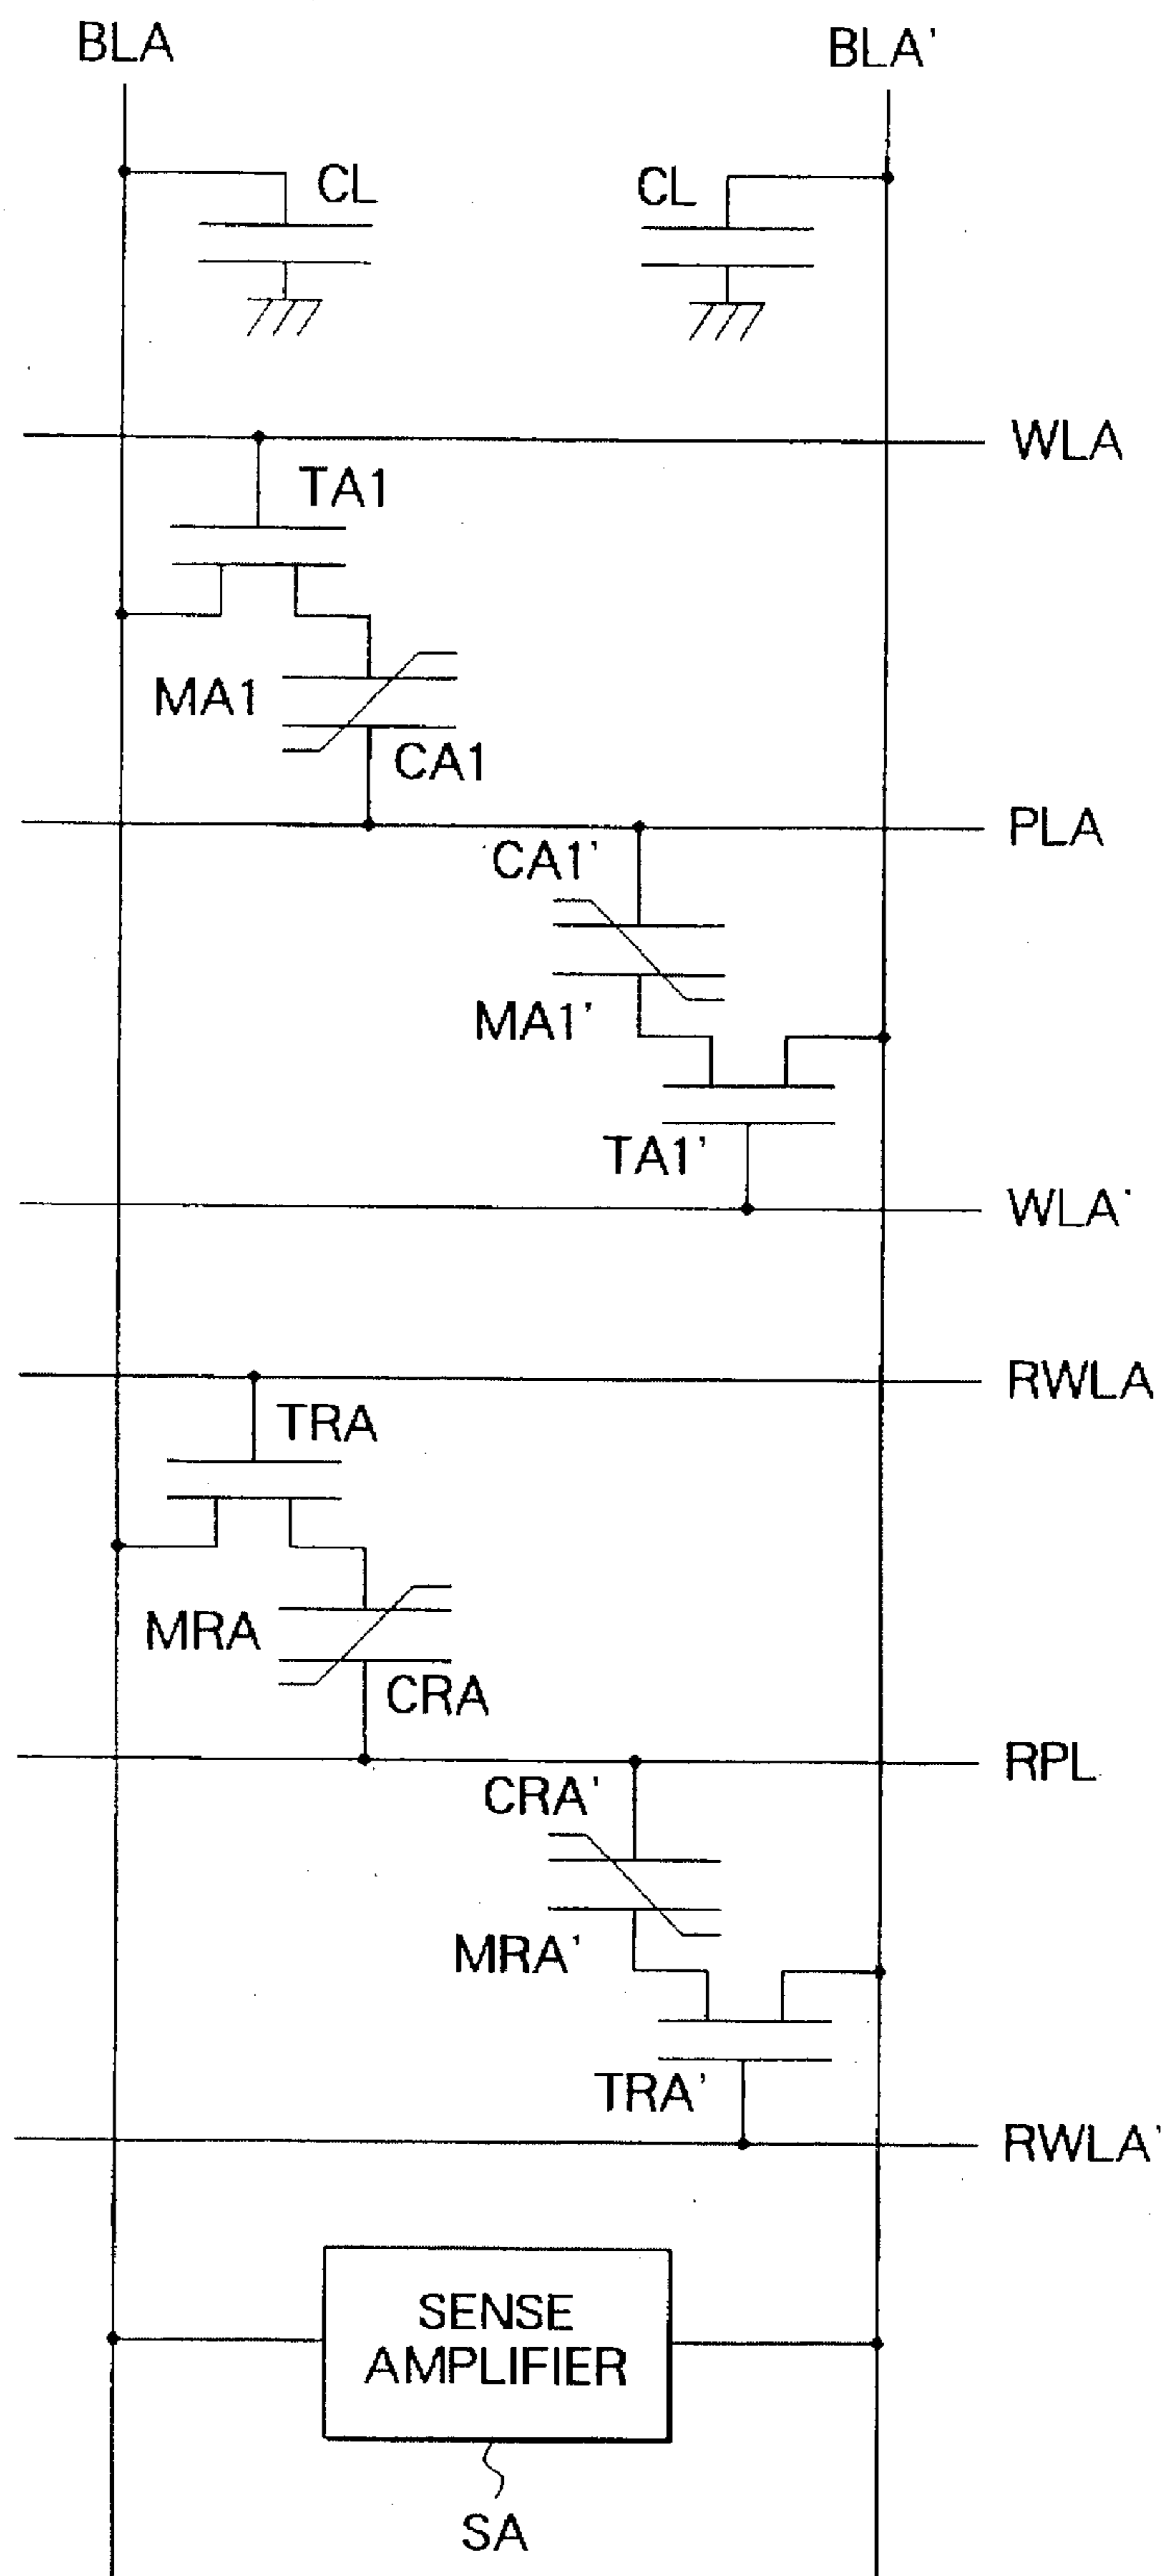 BLA
BLA'
CL
CL
WLA
TA1
MA1
CA1
PLA
CA1'
MA1'
TA1'
WLA'
RWLA
TRA
MRA
CRA
RPL
CRA'
MRA'
TRA'
RWLA'
SENSE
AMPLIFIER
SA